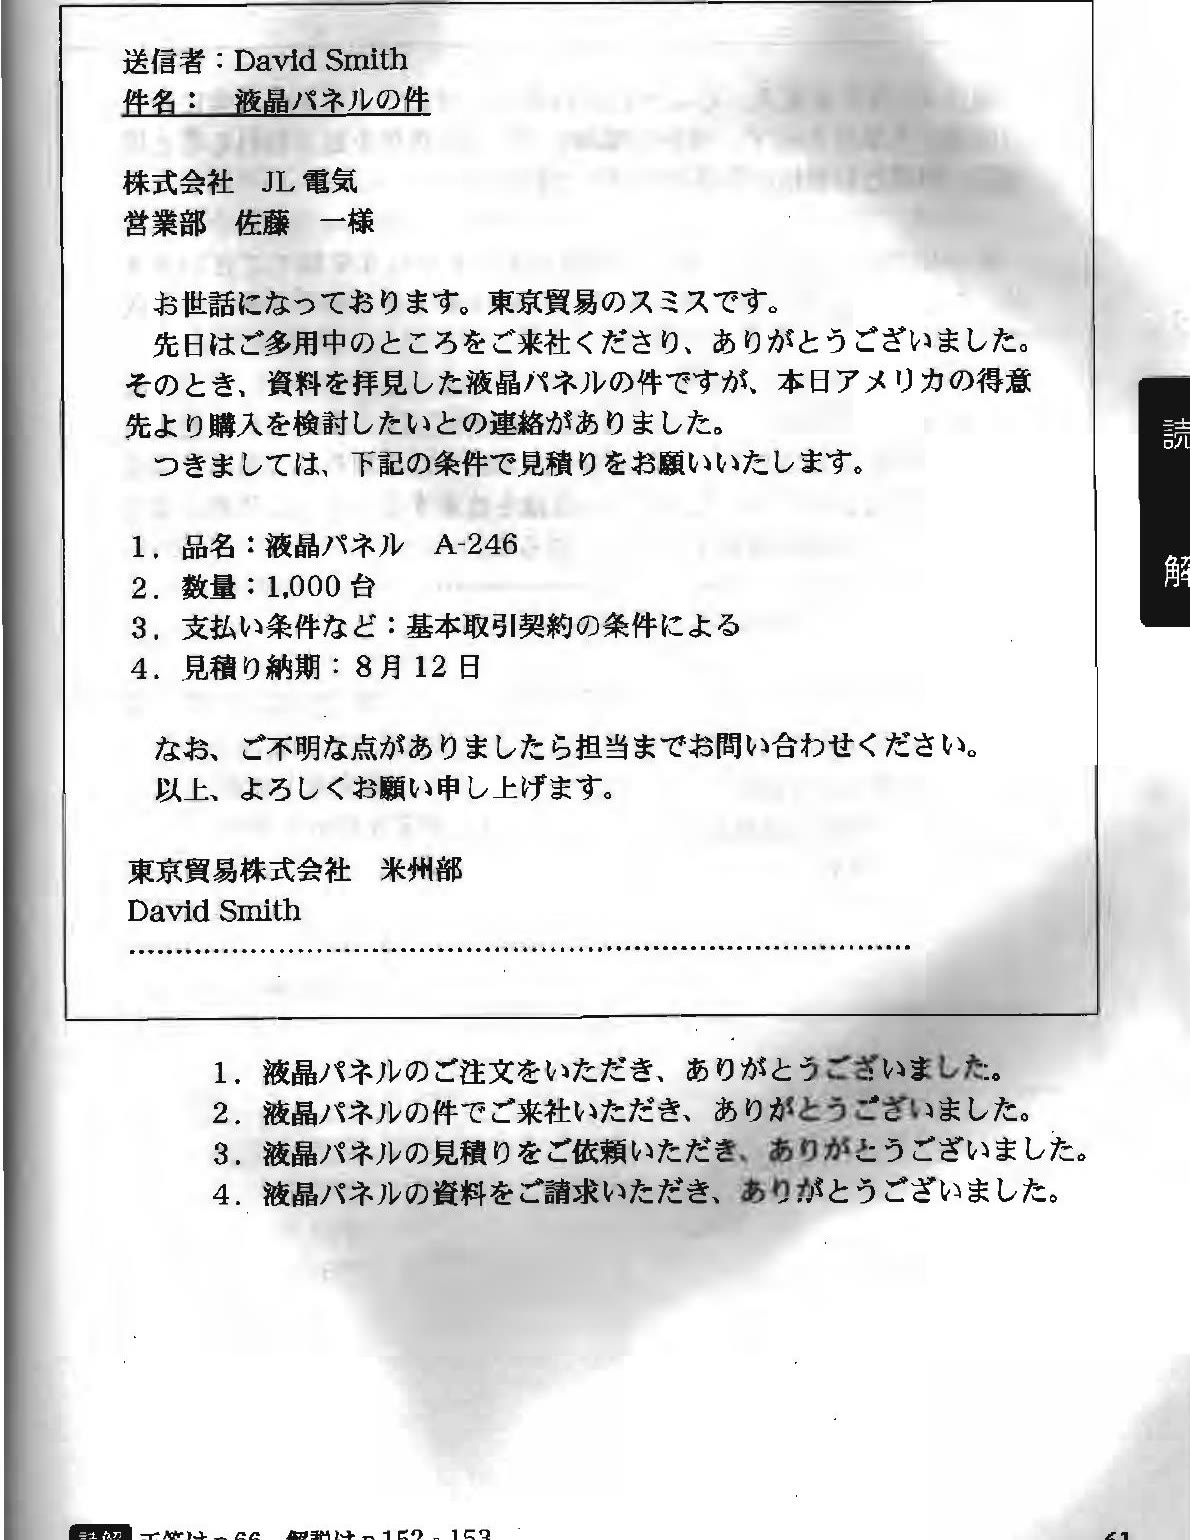 送信者：David Smith
件名：　液晶パネルの件
株式会社　JL電気
営業部　佐藤　一様
お世話になっております。東京貿易のスミスです。
先日はご多用中のところをご来社くださり、ありがとうございました。
そのとき、資料を拝見した液晶パネルの件ですが、本日アメリカの得意
先より購入を検討したいとの連絡がありました。
つきましては、下記の条件で見積りをお願いいたします。
1．品名：液晶パネル　A-246
2．数量：1,000台
3．支払い条件など：基本取引契約の条件による
4．見積り納期：8月12日
なお、ご不明な点がありましたら担当までお問い合わせください。
以上、よろしくお願い申し上げます。
東京貿易株式会社　米州部
David Smith
1．液晶パネルのご注文をいただき、ありがとうございました。
2．液晶パネルの件でご来社いただき、ありがとうございました。
3．液晶パネルの見積りをご依頼いただき、ありがとうございました。
4．液晶パネルの資料をご請求いただき、ありがとうございました。
読解
読解 正答はp.66　解説はp.152・153
61